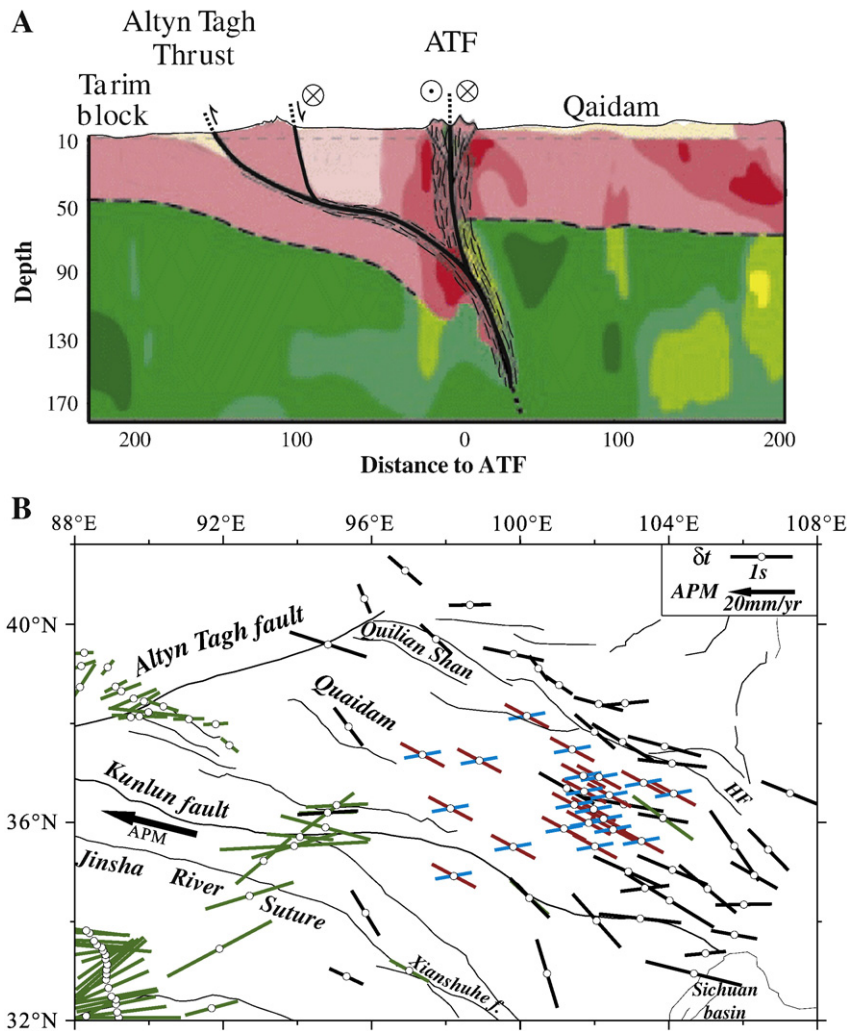 A
Altyn Tagh
Thrust
ATF
Tarim
block
Qaidam
10
50
90
130
170
Depth
200
100
0
100
200
Distance to ATF
B
88°E
92°E
96°E
100°E
104°E
108°E
δt
1s
APM
20mm/yr
40°N
Altyn Tagh fault
Quilian Shan
Quaidam
Kunlun fault
HF
36°N
APM
Jinsha River
Suture
Xianshuhe f.
Sichuan
basin
32°N